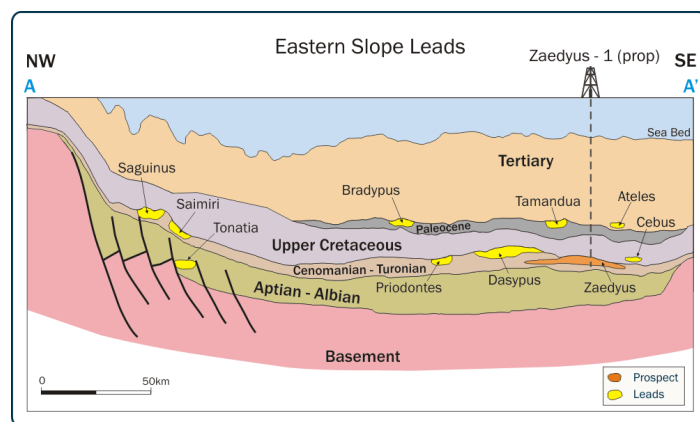 Eastern Slope Leads
NW
Zaedyus - 1 (prop)
SE
A
A'
Sea Bed
Tertiary
Saguinus
Saimiri
Tonatia
Bradypus
Tamandua
Ateles
Cebus
Paleocene
Upper Cretaceous
Cenomanian - Turonian
Priodontes
Dasypus
Zaedyus
Aptian - Albian
Basement
0
50km
Prospect
Leads